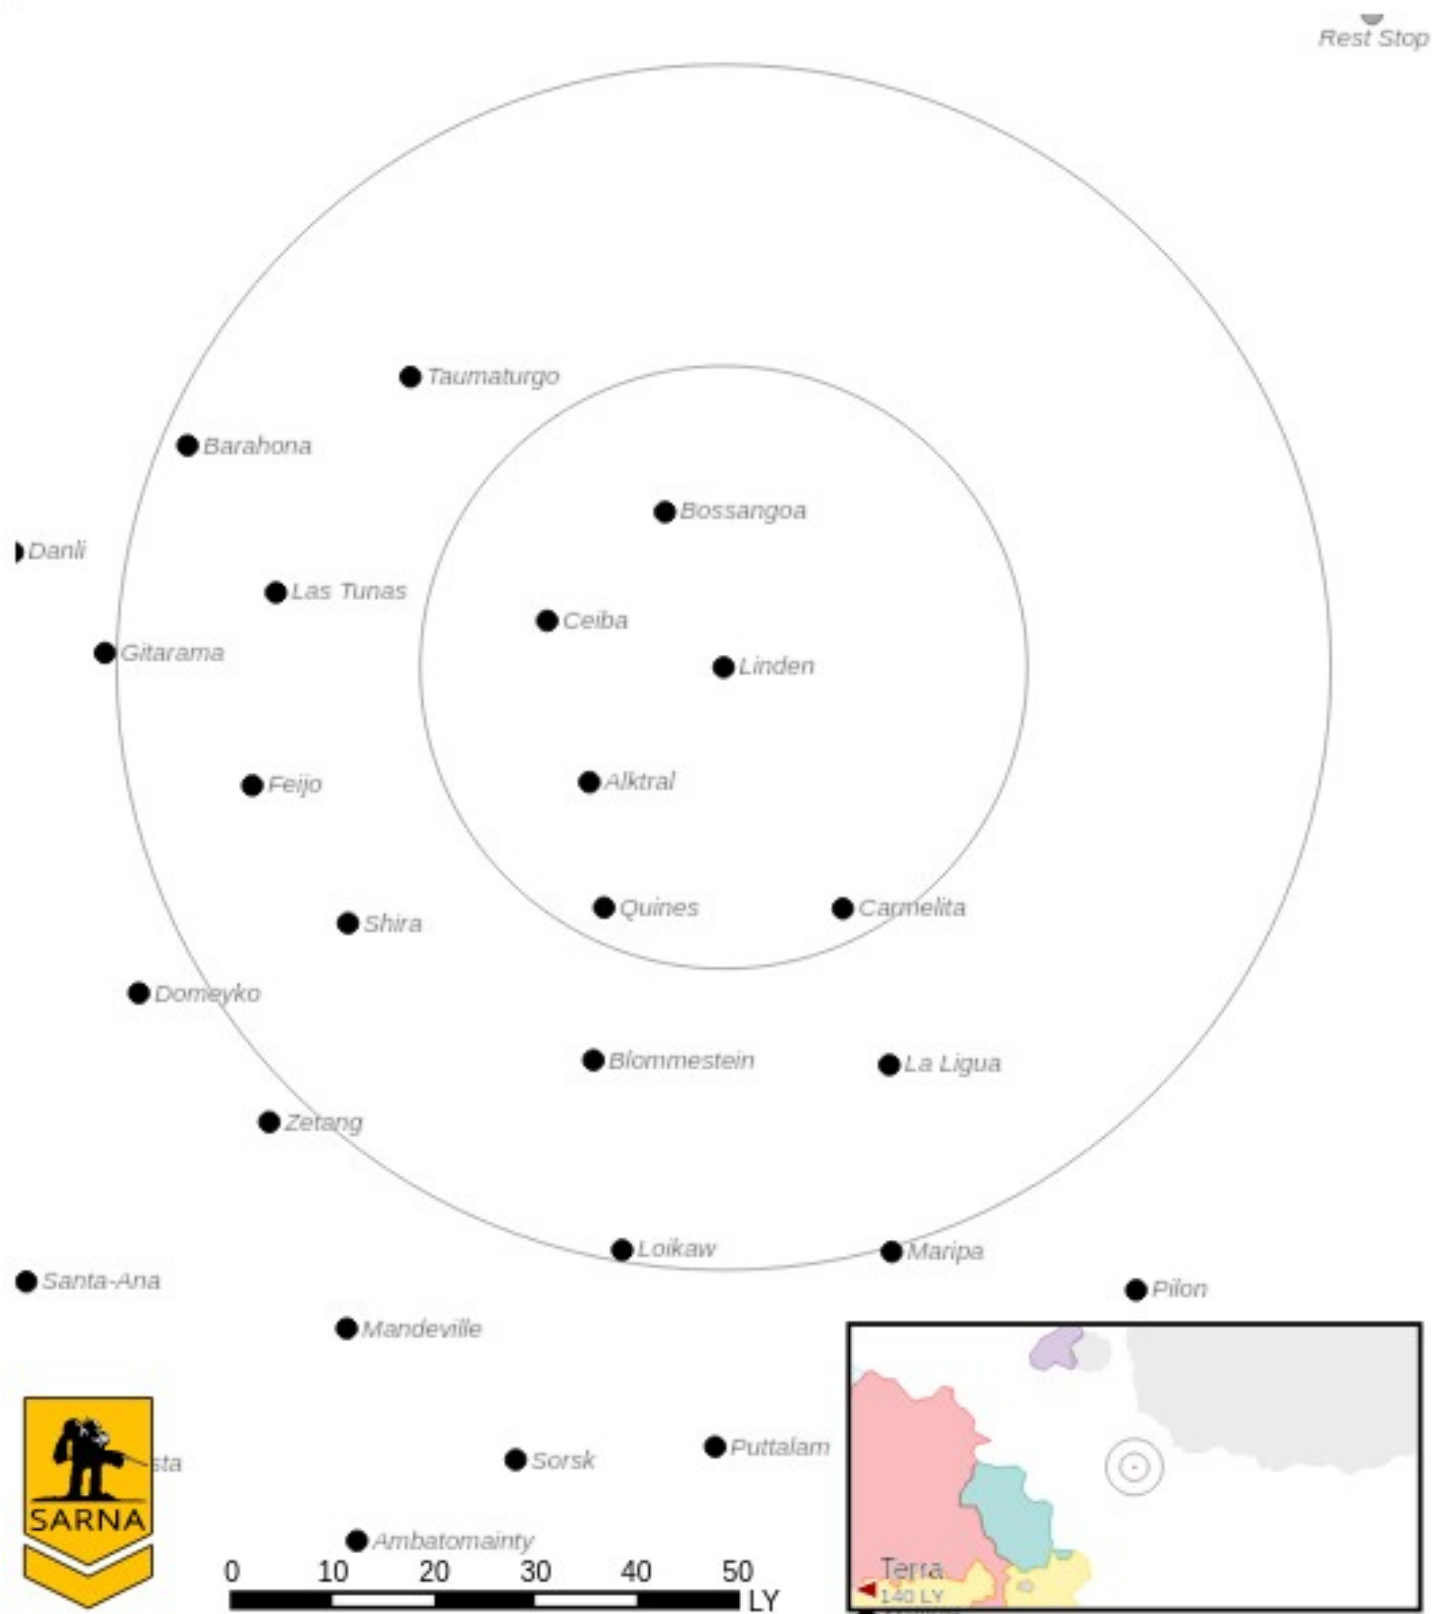 Rest Stop
Taumaturgo
Barahona
Bossangoa
Danli
Las Tunas
Ceiba
Gitarama
Linden
Feijo
Alktral
Quines
Carmelita
Shira
Domeyko
Blommestein
La Ligua
Zetang
Loikaw
Maripa
Santa-Ana
Pilon
Mandeville
Puttalam
Sorsk
sta
SARNA
Ambatomainty
0 10 20 30 40 50
LY
Terra
140 LY